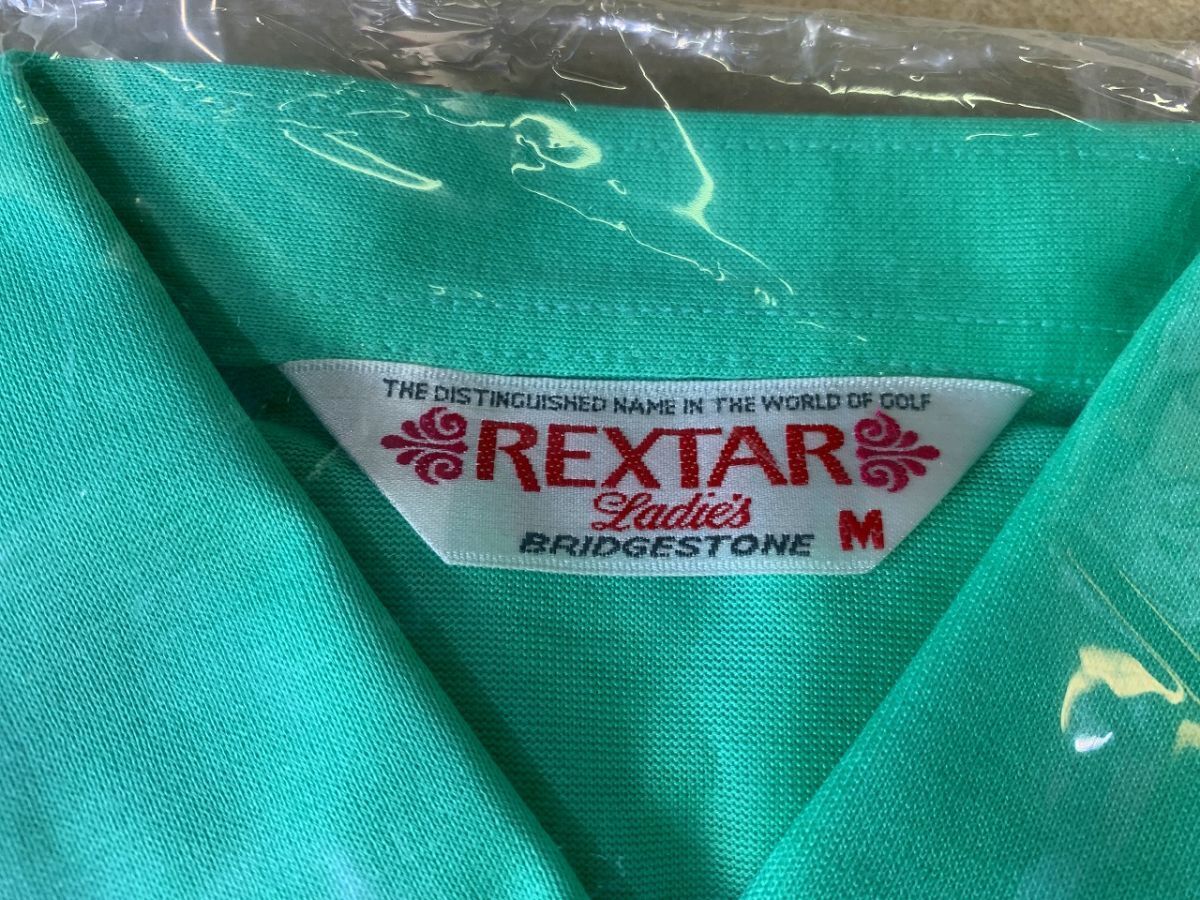 THE DISTINGUISHED NAME IN THE WORLD OF GOLF
REXTAR
Ladie's
BRIDGESTONE M